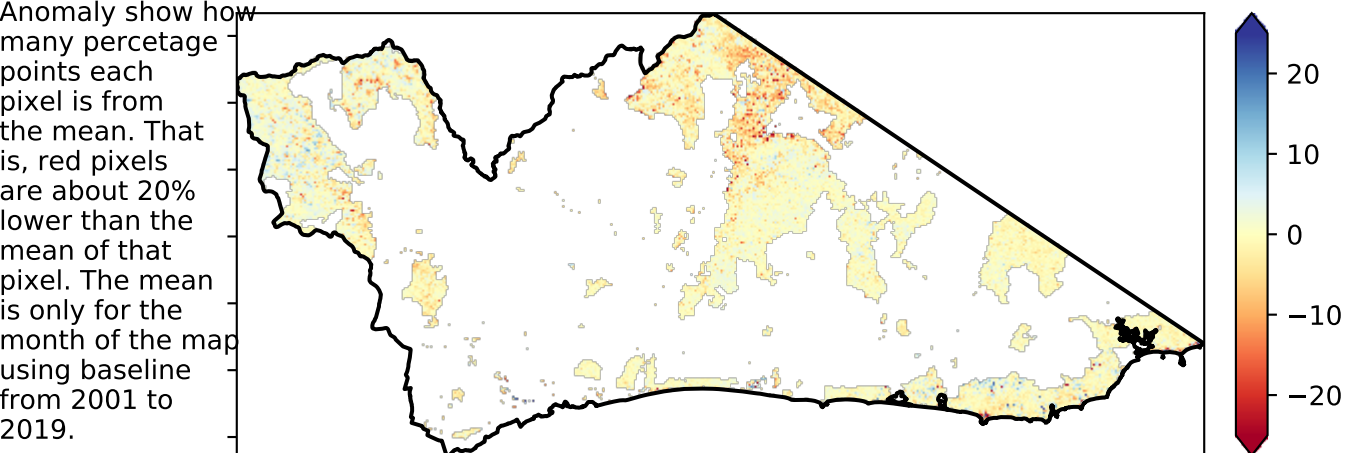 Anomaly show how
many percetage
points each
pixel is from
the mean. That
is, red pixels
are about 20%
lower than the
mean of that
pixel. The mean
is only for the
month of the map
using baseline
from 2001 to
2019.
20
10
0
−10
−20